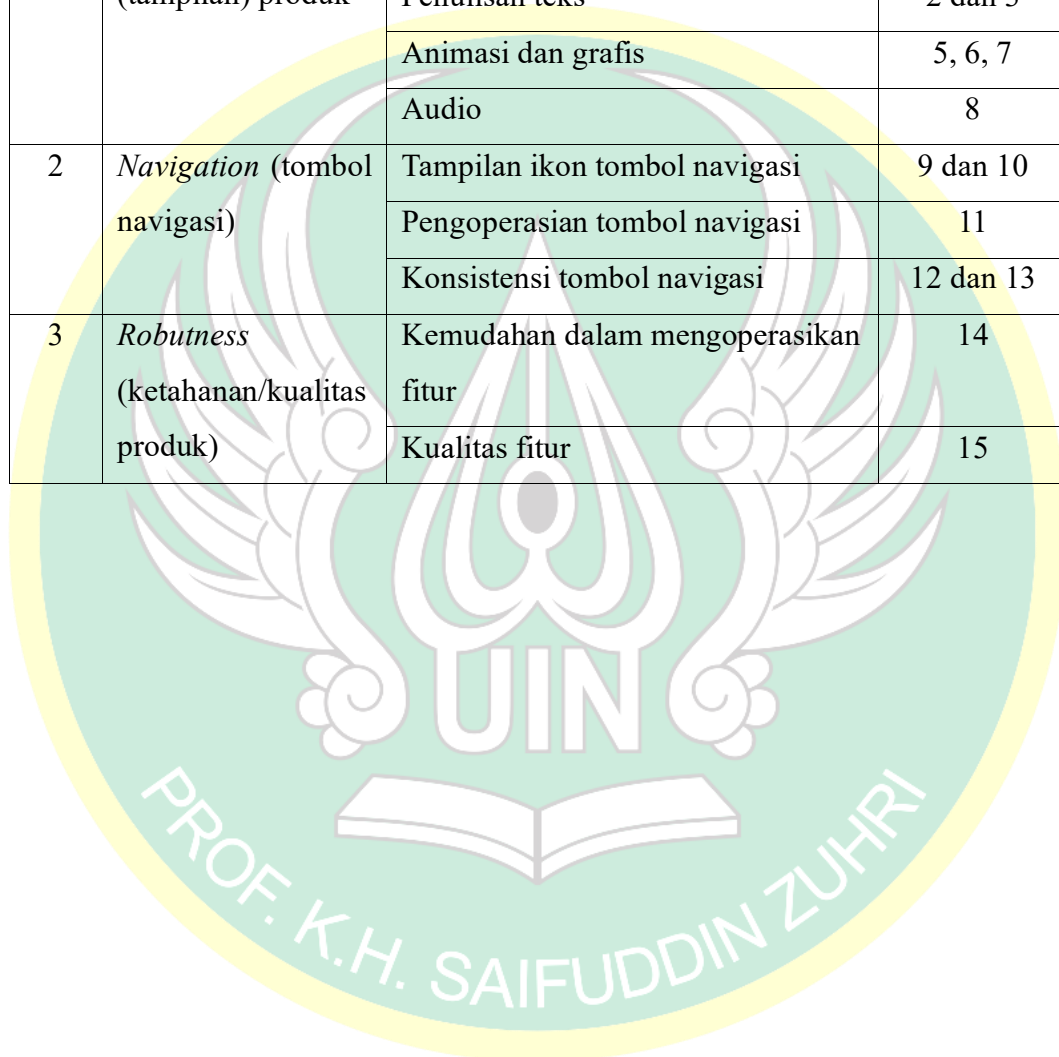 (tampilan) produk Penulisan teks 2 dan 3
Animasi dan grafis 5, 6, 7
Audio 8
2 Navigation (tombol navigasi) Tampilan ikon tombol navigasi 9 dan 10
Pengoperasian tombol navigasi 11
Konsistensi tombol navigasi 12 dan 13
3 Robutness (ketahanan/kualitas produk) Kemudahan dalam mengoperasikan fitur 14
Kualitas fitur 15
UIN
PROF. K.H. SAIFUDDIN ZUHRI